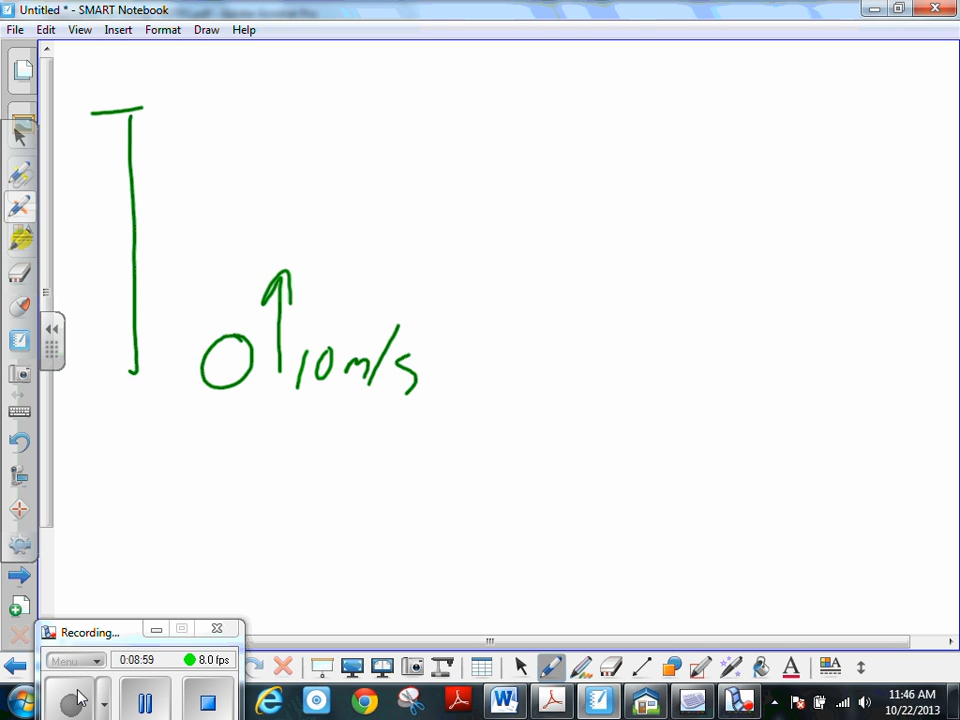 Untitled * - SMART Notebook
File Edit View Insert Format Draw Help
10 m/s
Recording...
Menu 0:08:59 8.0 fps
11:46 AM
10/22/2013